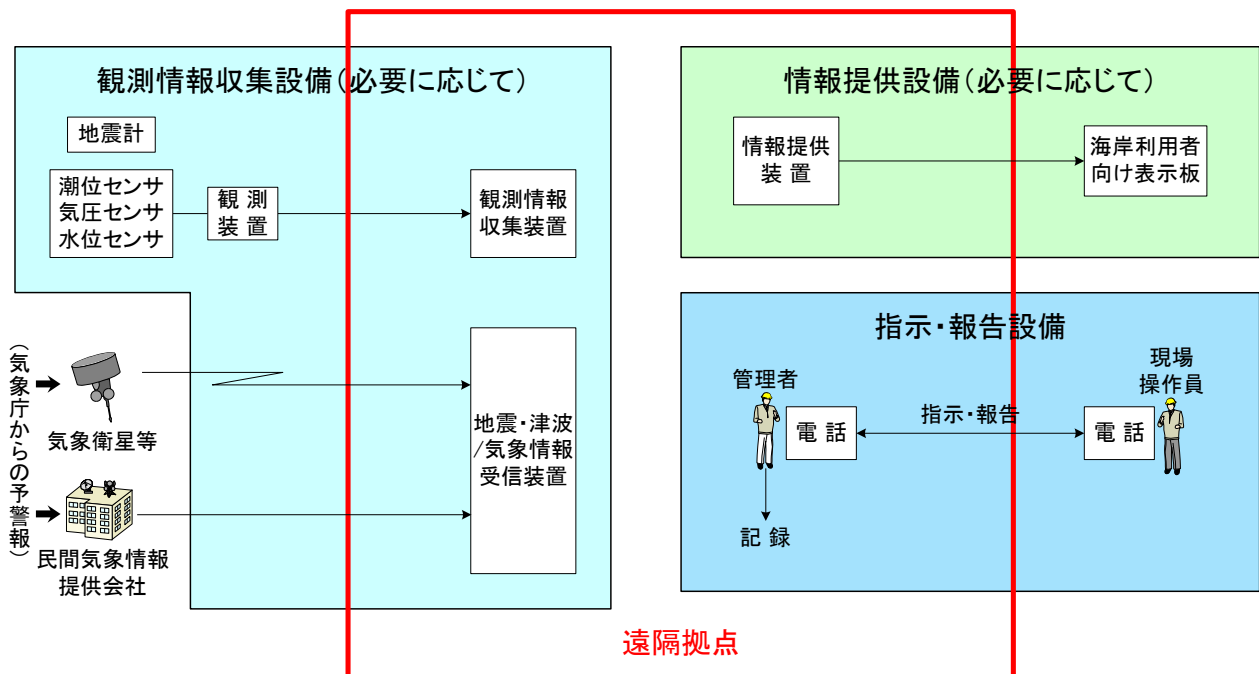 観測情報収集設備(必要に応じて)
地震計
潮位センサ
気圧センサ
水位センサ
観 測
装 置
観測情報
収集装置
(気象庁からの予警報)
気象衛星等
民間気象情報
提供会社
地震・津波
/気象情報
受信装置
情報提供設備(必要に応じて)
情報提供
装 置
海岸利用者
向け表示板
指示・報告設備
管理者
電 話
指示・報告
現場
操作員
電 話
記 録
遠隔拠点